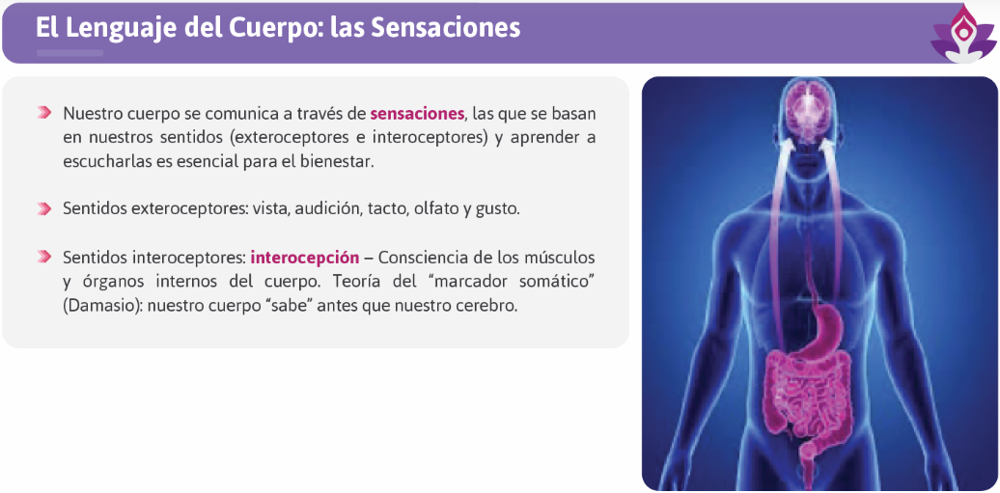 El Lenguaje del Cuerpo: las Sensaciones
Nuestro cuerpo se comunica a través de sensaciones, las que se basan
en nuestros sentidos (exteroceptores e interoceptores) y aprender a
escucharlas es esencial para el bienestar.
Sentidos exteroceptores: vista, audición, tacto, olfato y gusto.
Sentidos interoceptores: interocepción – Consciencia de los músculos
y órganos internos del cuerpo. Teoría del “marcador somático”
(Damasio): nuestro cuerpo “sabe” antes que nuestro cerebro.